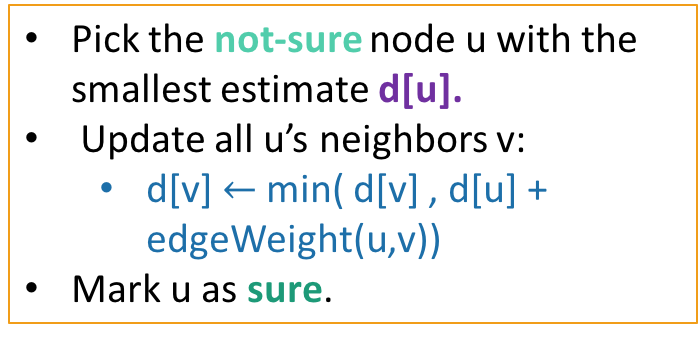 • Pick the not-sure node u with the
smallest estimate d[u].
• Update all u's neighbors v:
• d[v] ← min( d[v] , d[u] +
edgeWeight(u,v))
• Mark u as sure.